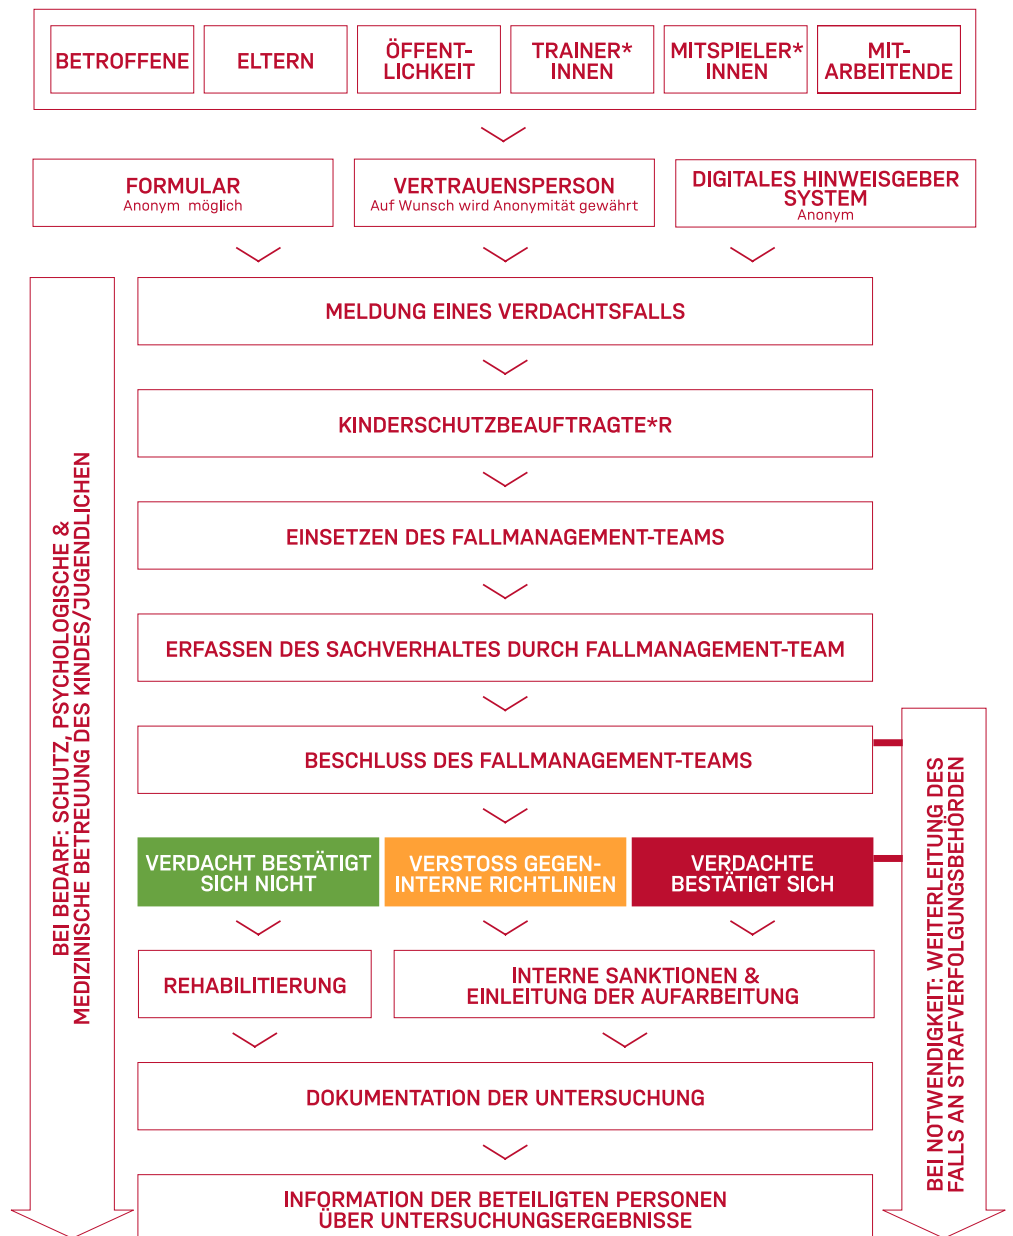 BETROFFENE
ELTERN
ÖFFENT-
LICHKEIT
TRAINER*
INNEN
MITSPIELER*
INNEN
MIT-
ARBEITENDE
FORMULAR
Anonym möglich
VERTRAUENSPERSON
Auf Wunsch wird Anonymität gewährt
DIGITALES HINWEISGEBER
SYSTEM
Anonym
MELDUNG EINES VERDACHTSFALLS
KINDERSCHUTZBEAUFTRAGTE*R
EINSETZEN DES FALLMANAGEMENT-TEAMS
ERFASSEN DES SACHVERHALTES DURCH FALLMANAGEMENT-TEAM
BESCHLUSS DES FALLMANAGEMENT-TEAMS
VERDACHT BESTÄTIGT
SICH NICHT
VERSTOSS GEGEN-
INTERNE RICHTLINIEN
VERDACHTE
BESTÄTIGT SICH
REHABILITIERUNG
INTERNE SANKTIONEN &
EINLEITUNG DER AUFARBEITUNG
DOKUMENTATION DER UNTERSUCHUNG
INFORMATION DER BETEILIGTEN PERSONEN
ÜBER UNTERSUCHUNGSERGEBNISSE
BEI BEDARF: SCHUTZ, PSYCHOLOGISCHE &
MEDIZINISCHE BETREUUNG DES KINDES/JUGENDLICHEN
BEI NOTWENDIGKEIT: WEITERLEITUNG DES
FALLS AN STRAFVERFOLGUNGSBEHÖRDEN